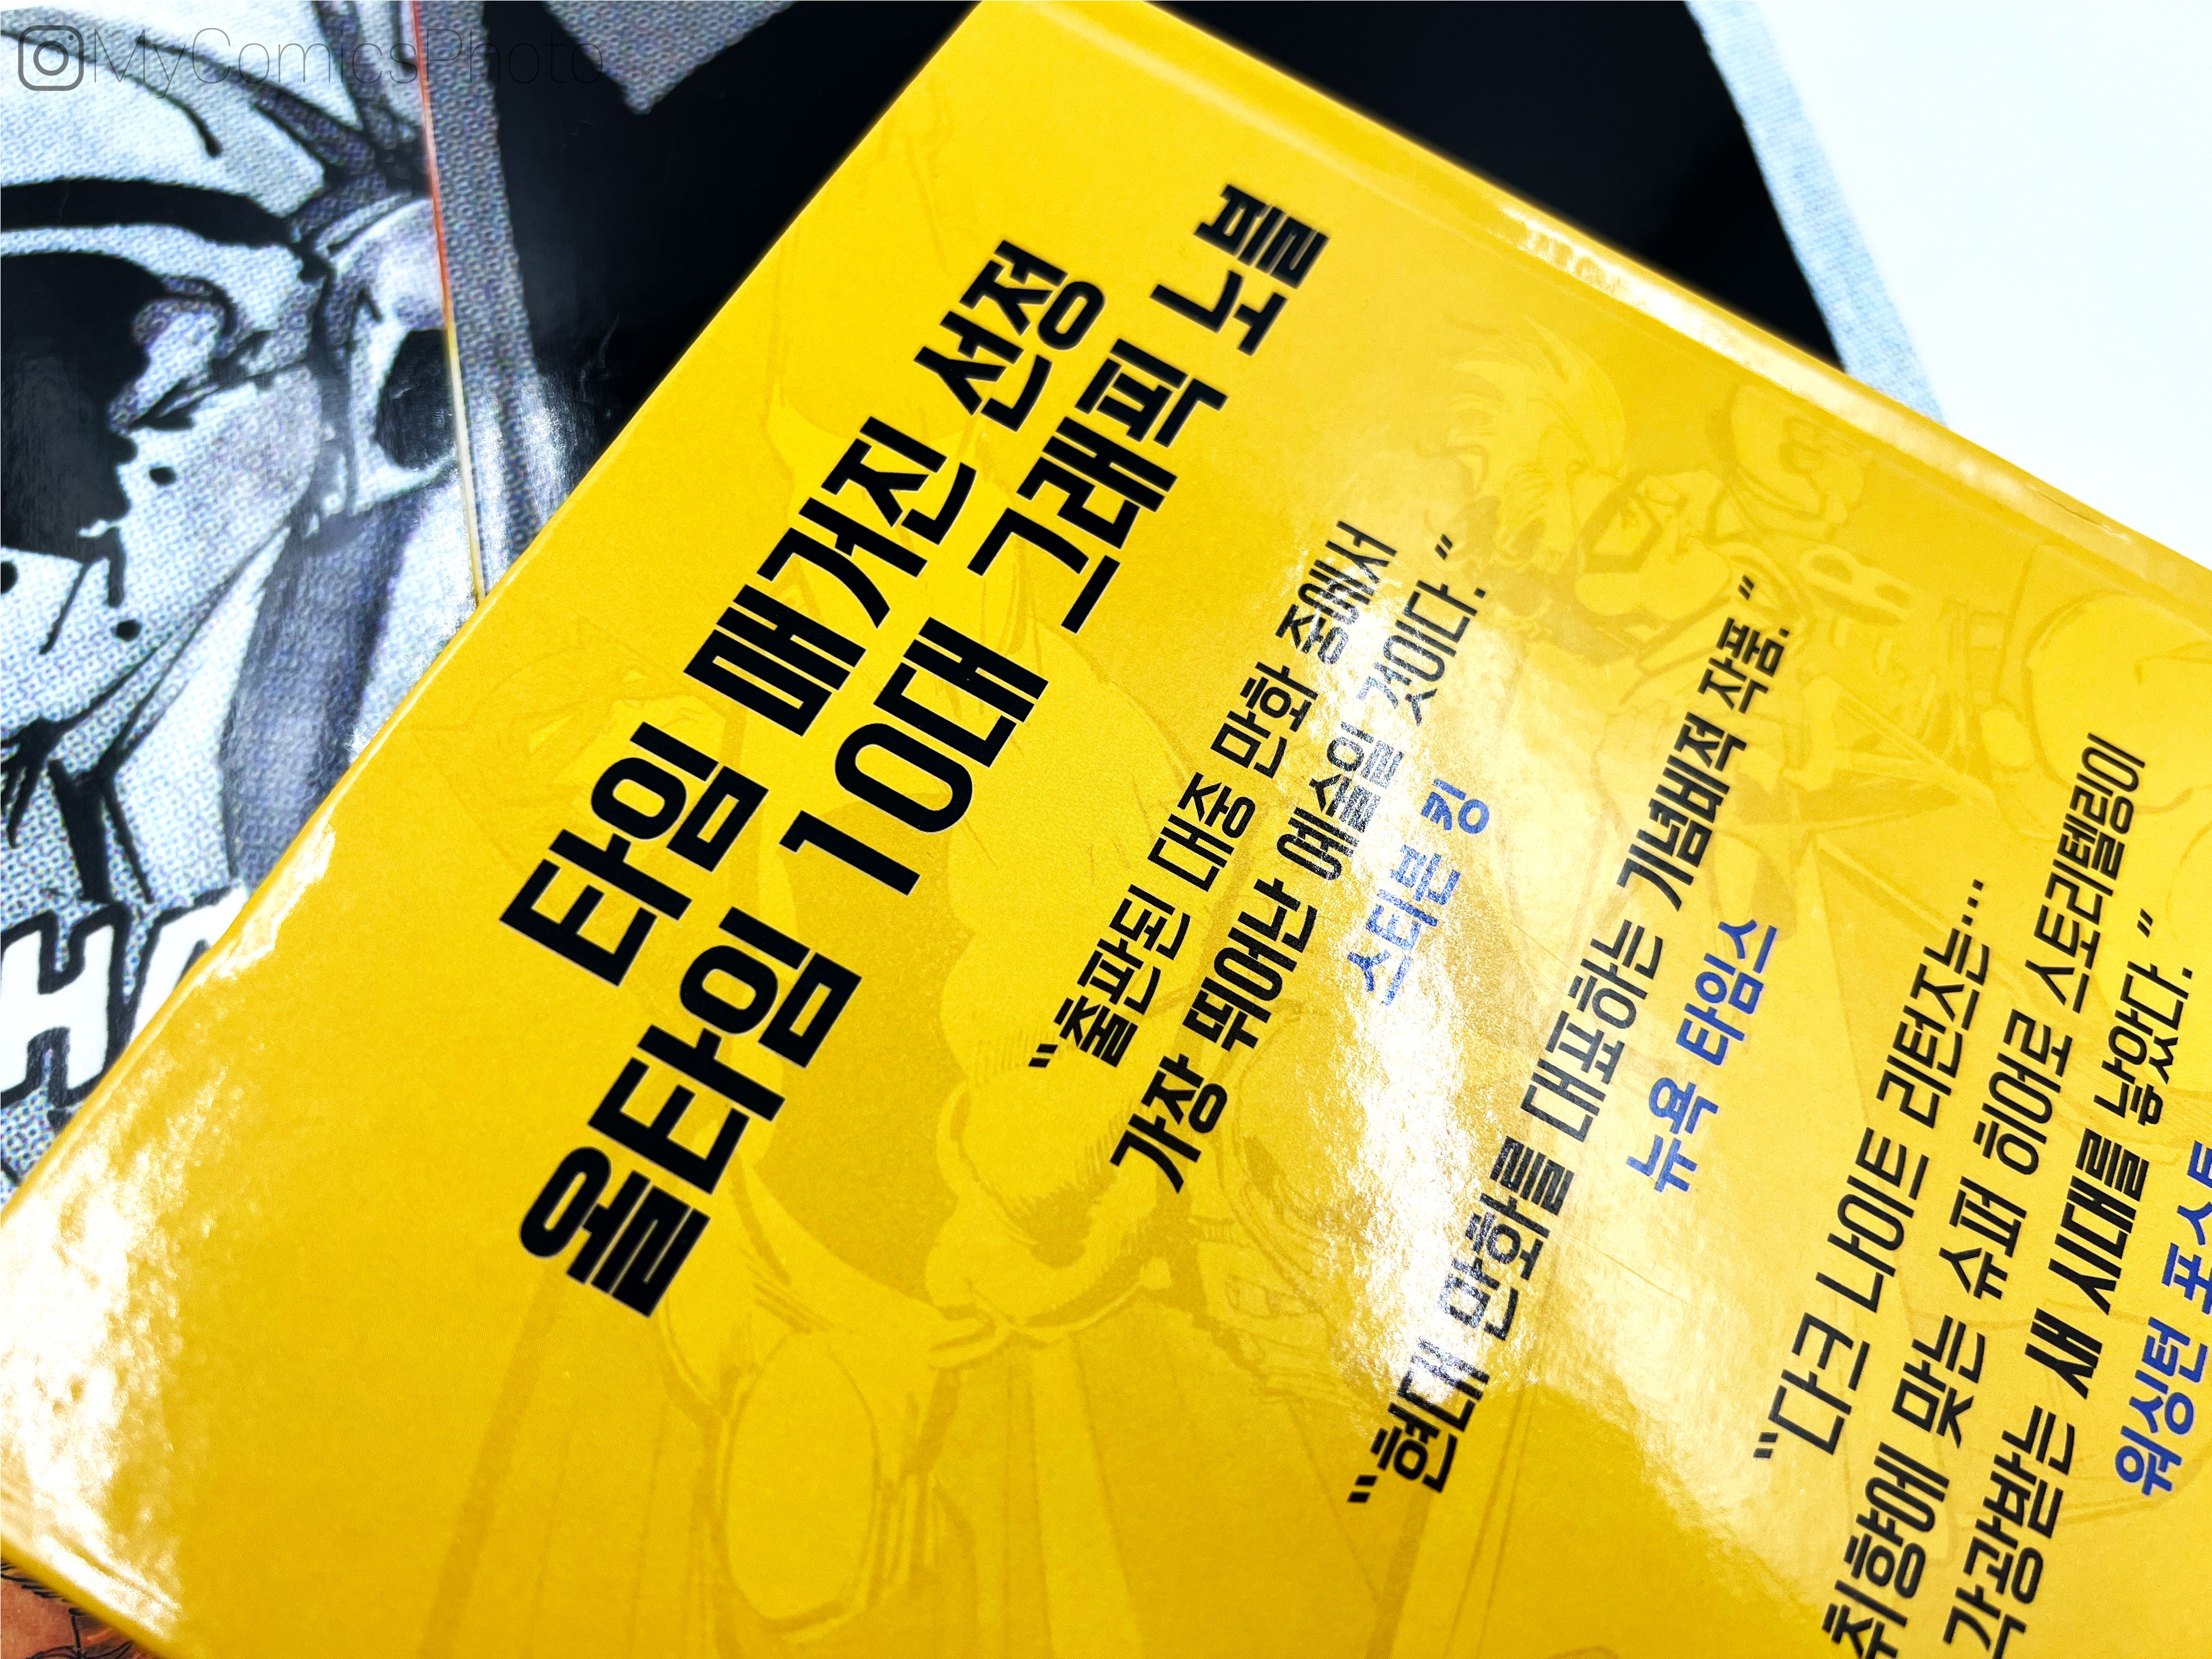 MyComicsPhoto
타임 매거진 선정
올타임 10대 그래픽 노블
"출판된 대중 만화 중에서
가장 뛰어난 예술일 것이다."
스티븐 킹
"현대 만화를 대표하는 기념비적 작품."
뉴욕 타임스
"다크 나이트 리턴즈는...
취향에 맞는 슈퍼 히어로 스토리텔링이
각광받는 새 시대를 낳았다."
워싱턴 포스트